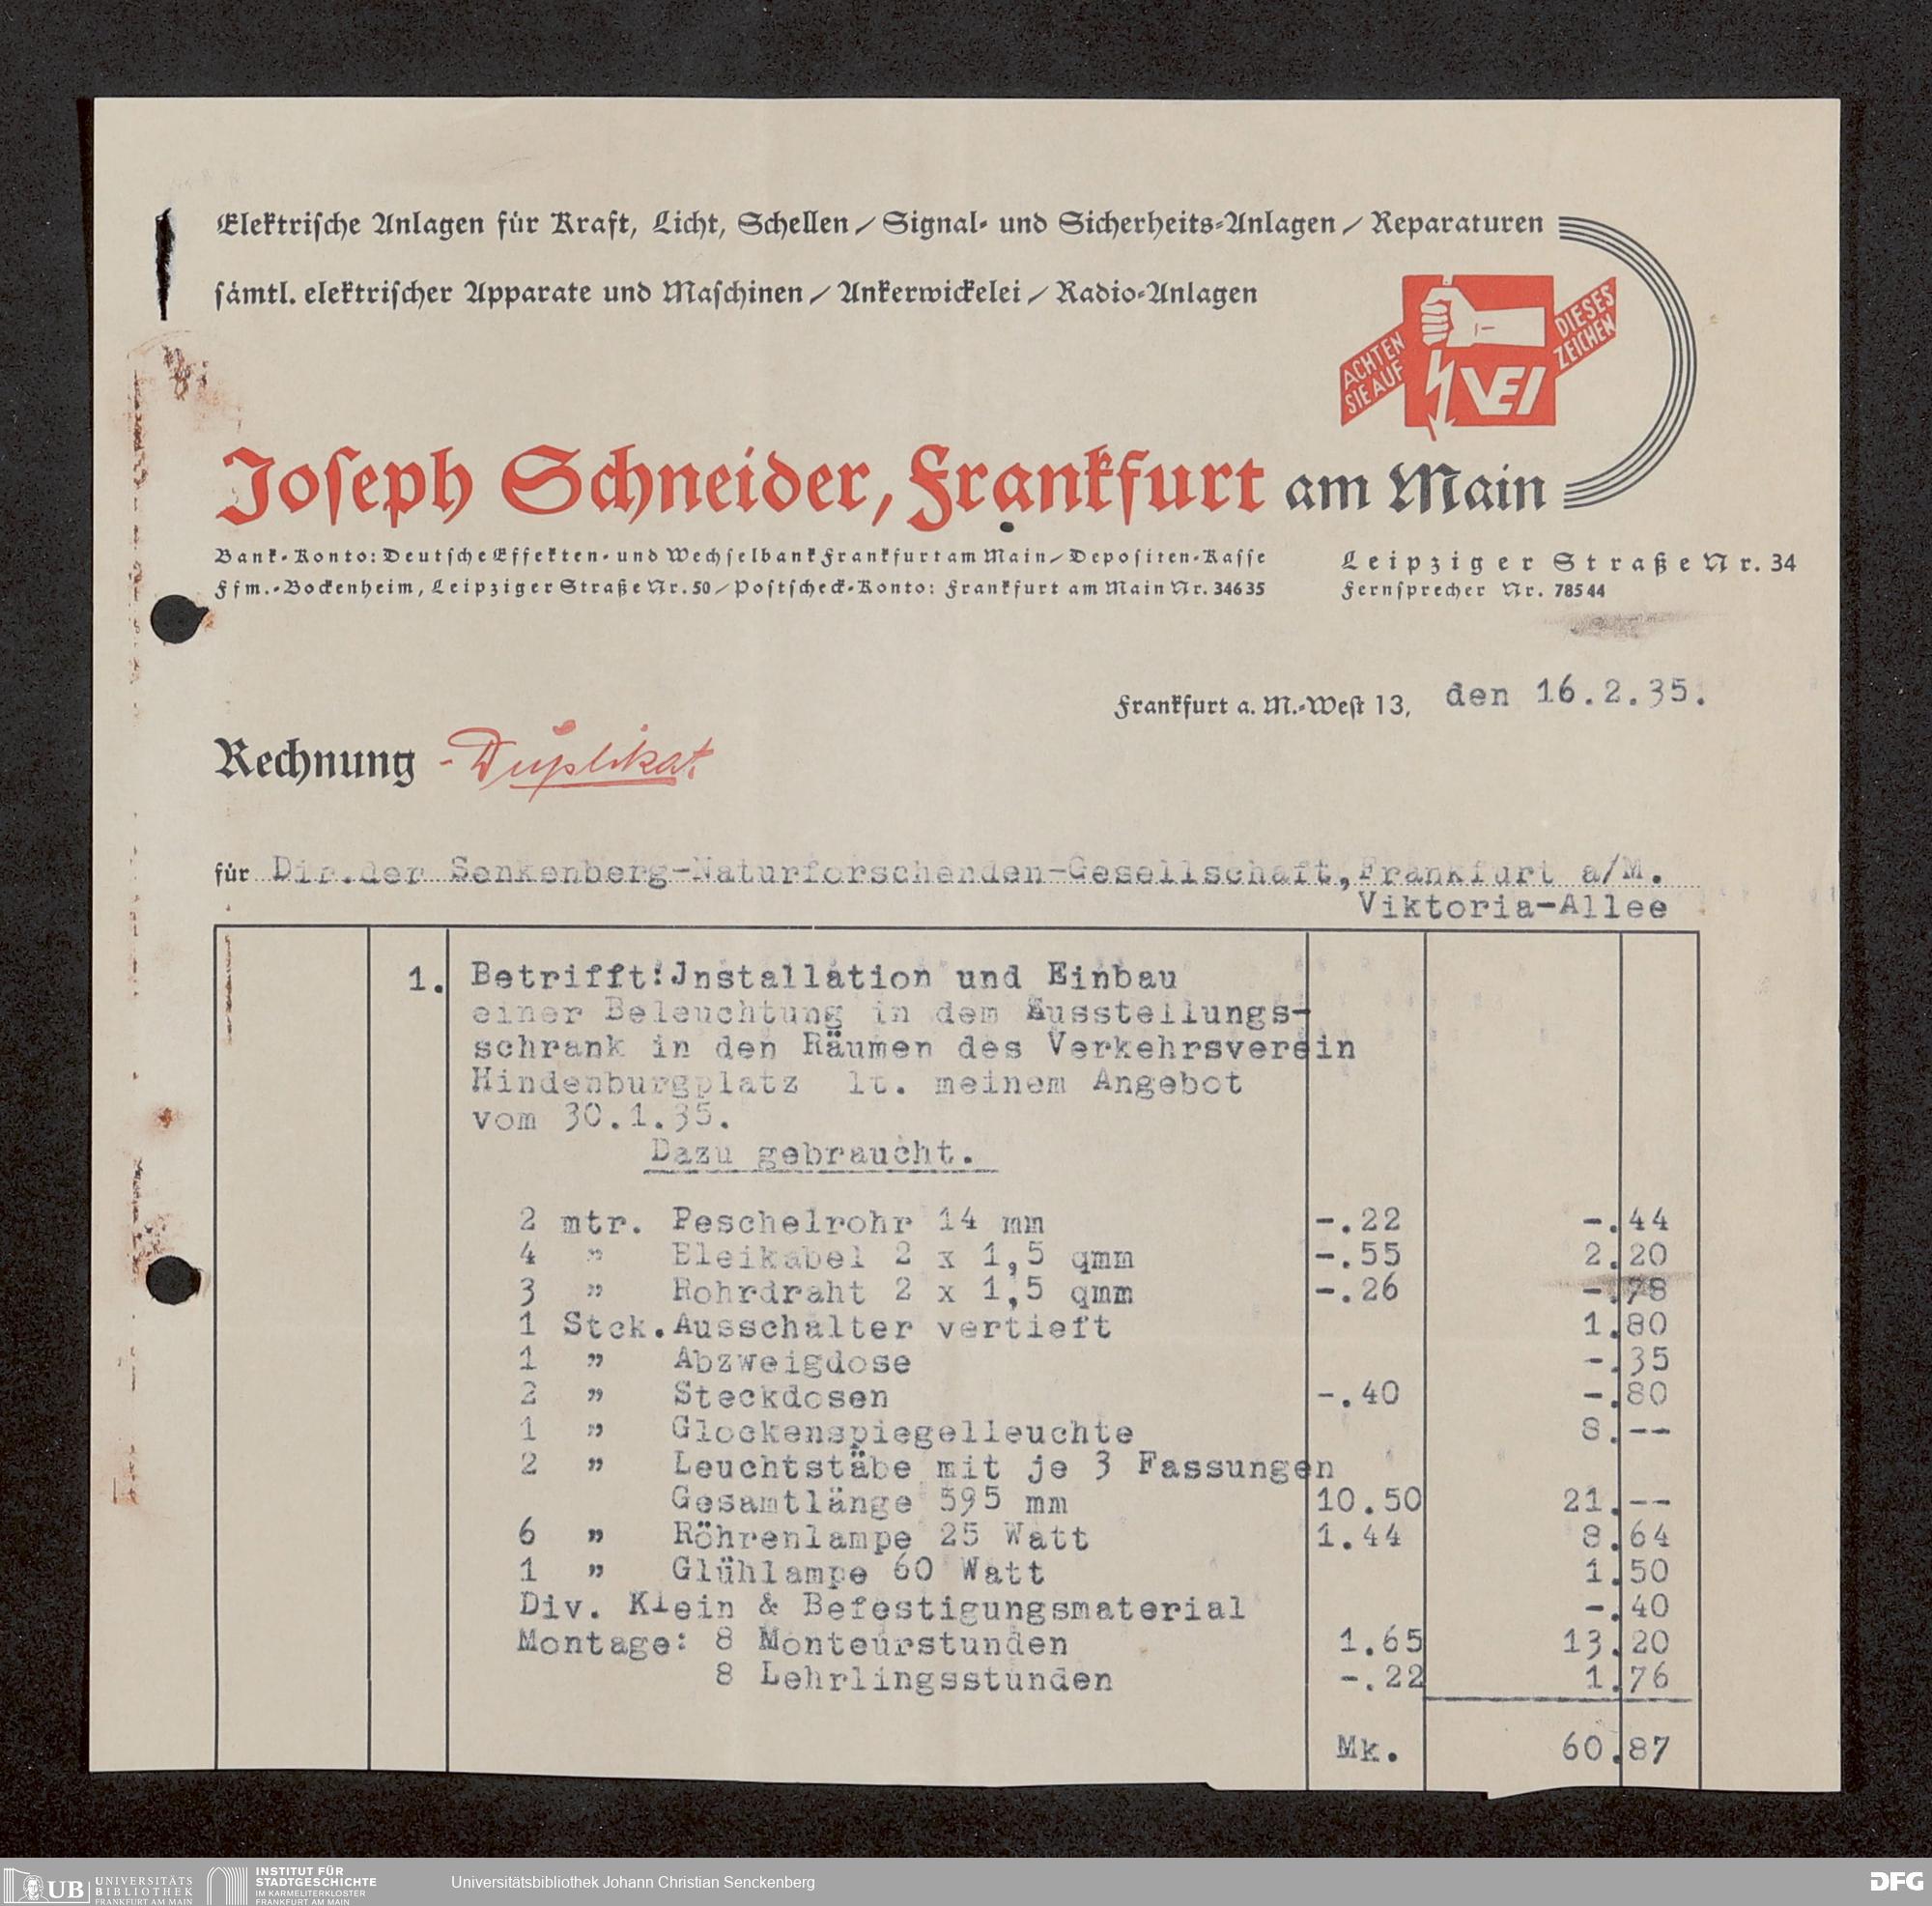 Elektrische Anlagen für Kraft, Licht, Schellen / Signal- und Sicherheits-Anlagen / Reparaturen
sämtl. elektrischer Apparate und Maschinen / Ankerwickelei / Radio-Anlagen
ACHTEN SIE AUF
DIESES ZEICHEN
VEI
Joseph Schneider, Frankfurt am Main
Bank-Konto: Deutsche Effekten- und Wechselbank Frankfurt am Main / Depositen-Kasse
Ffm.-Bockenheim, Leipziger Straße Nr. 50 / Postscheck-Konto: Frankfurt am Main Nr. 34635
Leipziger Straße Nr. 34
Fernsprecher Nr. 78544
Frankfurt a. M.-West 13, den 16.2.35.
Rechnung - Duplikat
für Dir.der Senkenberg-Naturforschenden-Gesellschaft,Frankfurt a/M.
Viktoria-Allee
1. Betrifft:Jnstallation und Einbau
einer Beleuchtung in dem Ausstellungs-
schrank in den Räumen des Verkehrsverein
Hindenburgplatz lt. meinem Angebot
vom 30.1.35.
Dazu gebraucht.
2 mtr. Peschelrohr 14 mm -.22 -.44
4 " Bleikabel 2 x 1,5 qmm -.55 2.20
3 " Rohrdraht 2 x 1,5 qmm -.26 -.78
1 Stck.Ausschalter vertieft 1.80
1 " Abzweigdose -.35
2 " Steckdosen -.40 -.80
1 " Glockenspiegelleuchte 8.--
2 " Leuchtstäbe mit je 3 Fassungen
Gesamtlänge 595 mm 10.50 21.--
6 " Röhrenlampe 25 Watt 1.44 8.64
1 " Glühlampe 60 Watt 1.50
Div. Klein & Befestigungsmaterial -.40
Montage: 8 Monteurstunden 1.65 13.20
8 Lehrlingsstunden -.22 1.76
Mk. 60.87
UB UNIVERSITÄTS
BIBLIOTHEK
FRANKFURT AM MAIN
INSTITUT FÜR
STADTGESCHICHTE
IM KARMELITERKLOSTER
FRANKFURT AM MAIN
Universitätsbibliothek Johann Christian Senckenberg
DFG